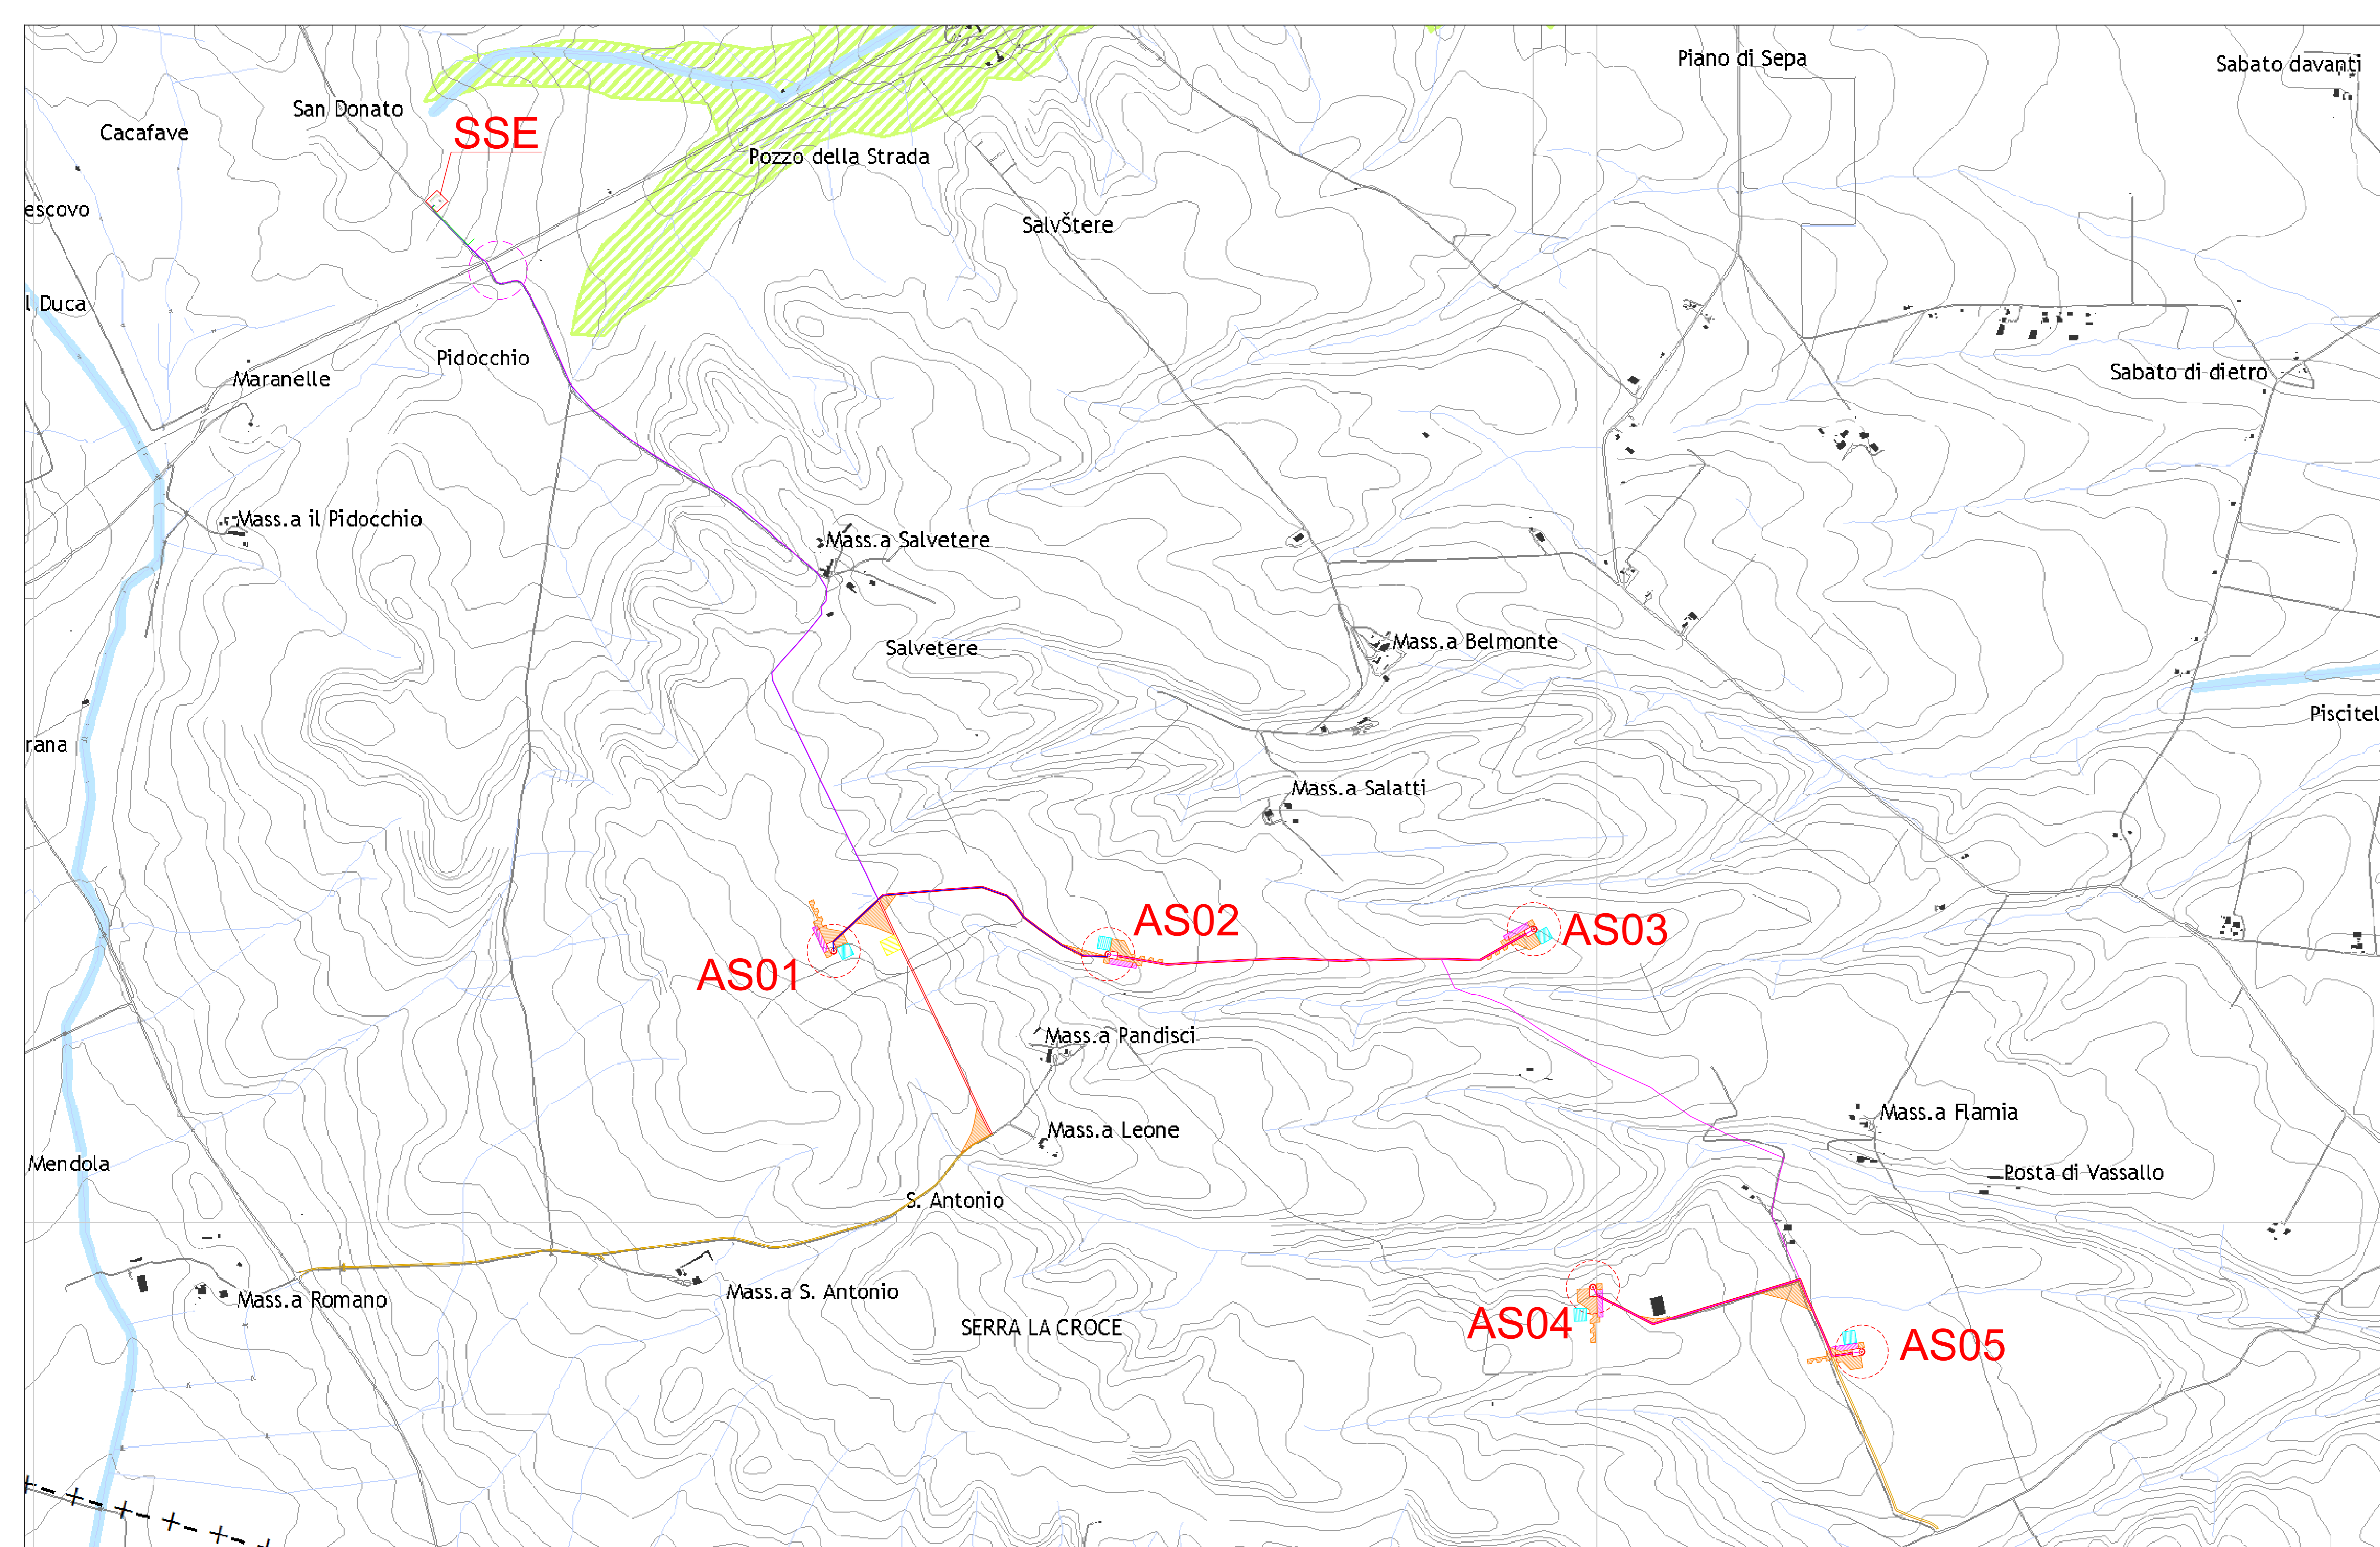 Piano di Sepa
Sabato davanti
San Donato
Cacafave
SSE
Pozzo della Strada
escovo
SalvŠtere
l Duca
Pidocchio
Maranelle
Sabato di dietro
Mass.a il Pidocchio
Mass.a Salvetere
Salvetere
Mass.a Belmonte
Piscitel
rana
Mass.a Salatti
AS02
AS03
AS01
Mass.a Randisci
Mass.a Flamia
Mass.a Leone
Mendola
Posta di Vassallo
S. Antonio
Mass.a S. Antonio
Mass.a Romano
SERRA LA CROCE
AS04
AS05